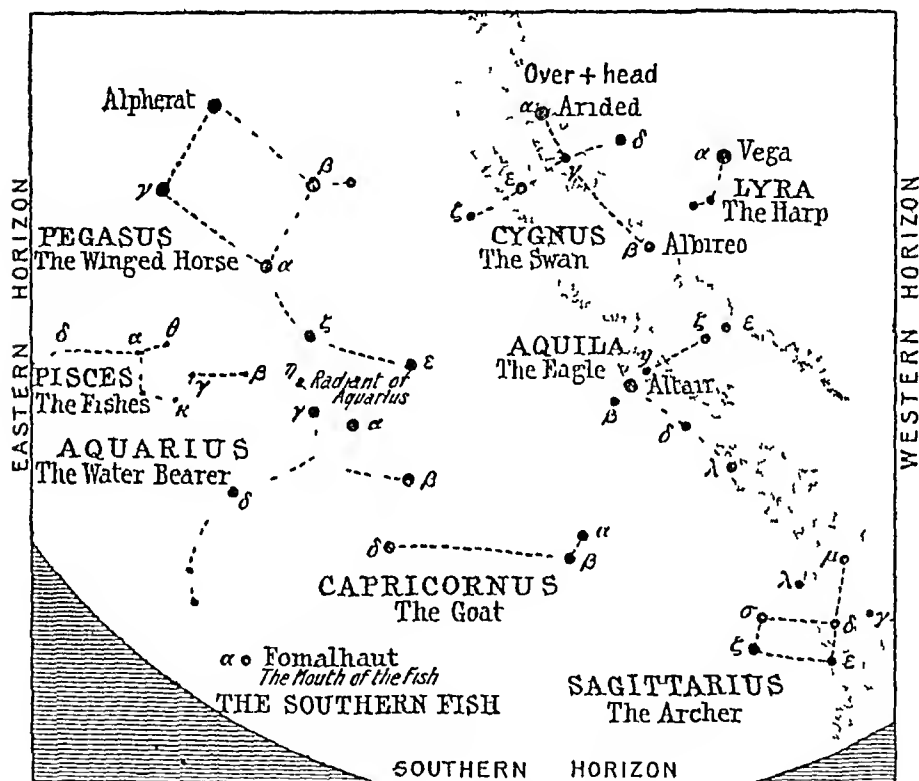 Over + head
Alpherat
α Arided
δ
β
α Vega
γ
ε
γ
LYRA
The Harp
ζ
PEGASUS
The Winged Horse
α
CYGNUS
The Swan
β Albireo
EASTERN HORIZON
WESTERN HORIZON
ζ
ζ
ε
δ
α
θ
AQUILA
The Eagle
η
Altair
ε
PISCES
The Fishes
γ
β
κ
η
Radiant of
Aquarius
β
γ
α
δ
AQUARIUS
The Water Bearer
δ
β
λ
δ
α
β
CAPRICORNUS
The Goat
μ
λ
σ
δ
γ
ζ
ε
α Fomalhaut
The Mouth of the Fish
THE SOUTHERN FISH
SAGITTARIUS
The Archer
SOUTHERN HORIZON